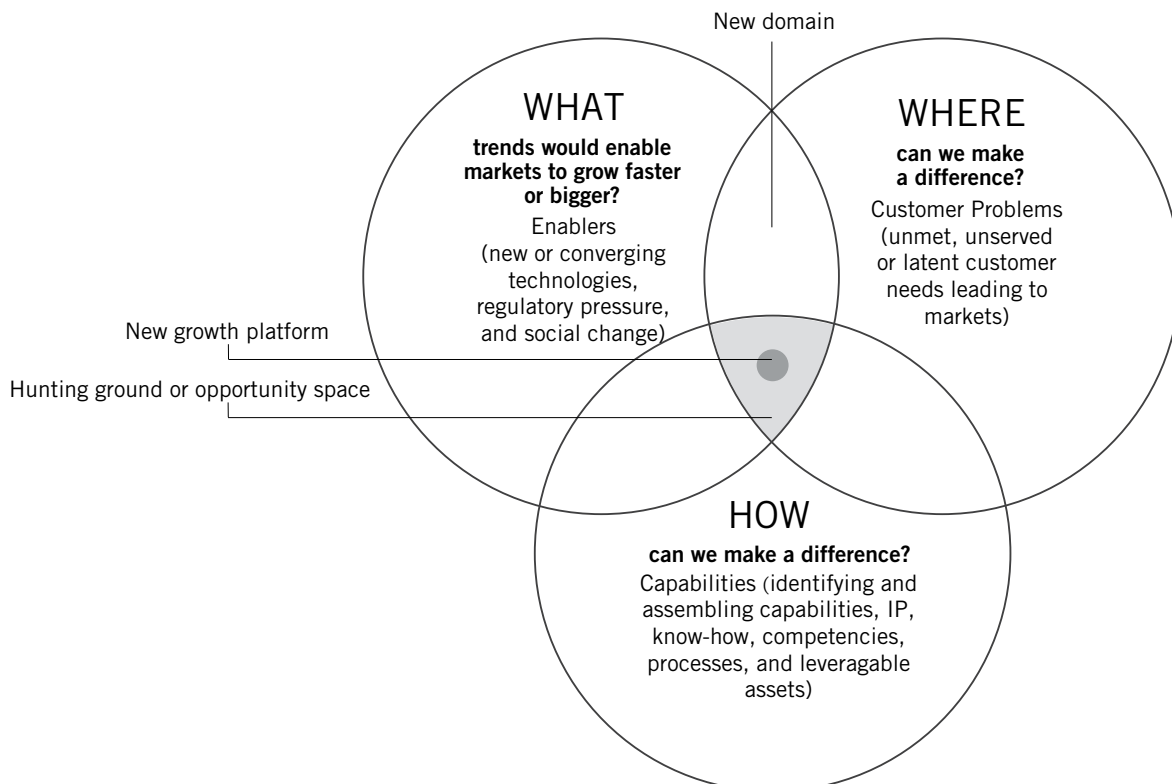 New domain
WHAT
trends would enable
markets to grow faster
or bigger?
Enablers
(new or converging
technologies,
regulatory pressure,
and social change)
WHERE
can we make
a difference?
Customer Problems
(unmet, unserved
or latent customer
needs leading to
markets)
New growth platform
Hunting ground or opportunity space
HOW
can we make a difference?
Capabilities (identifying and
assembling capabilities, IP,
know-how, competencies,
processes, and leveragable
assets)